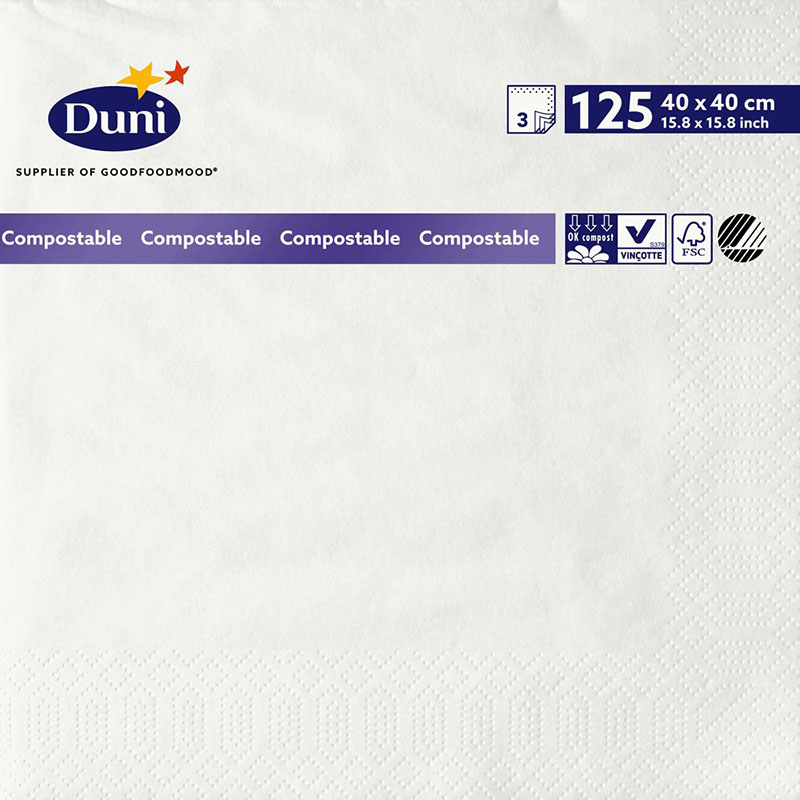 Duni
SUPPLIER OF GOODFOODMOOD®
3
125
40 x 40 cm
15.8 x 15.8 inch
Compostable Compostable Compostable Compostable
OK compost
S379
VINÇOTTE
FSC